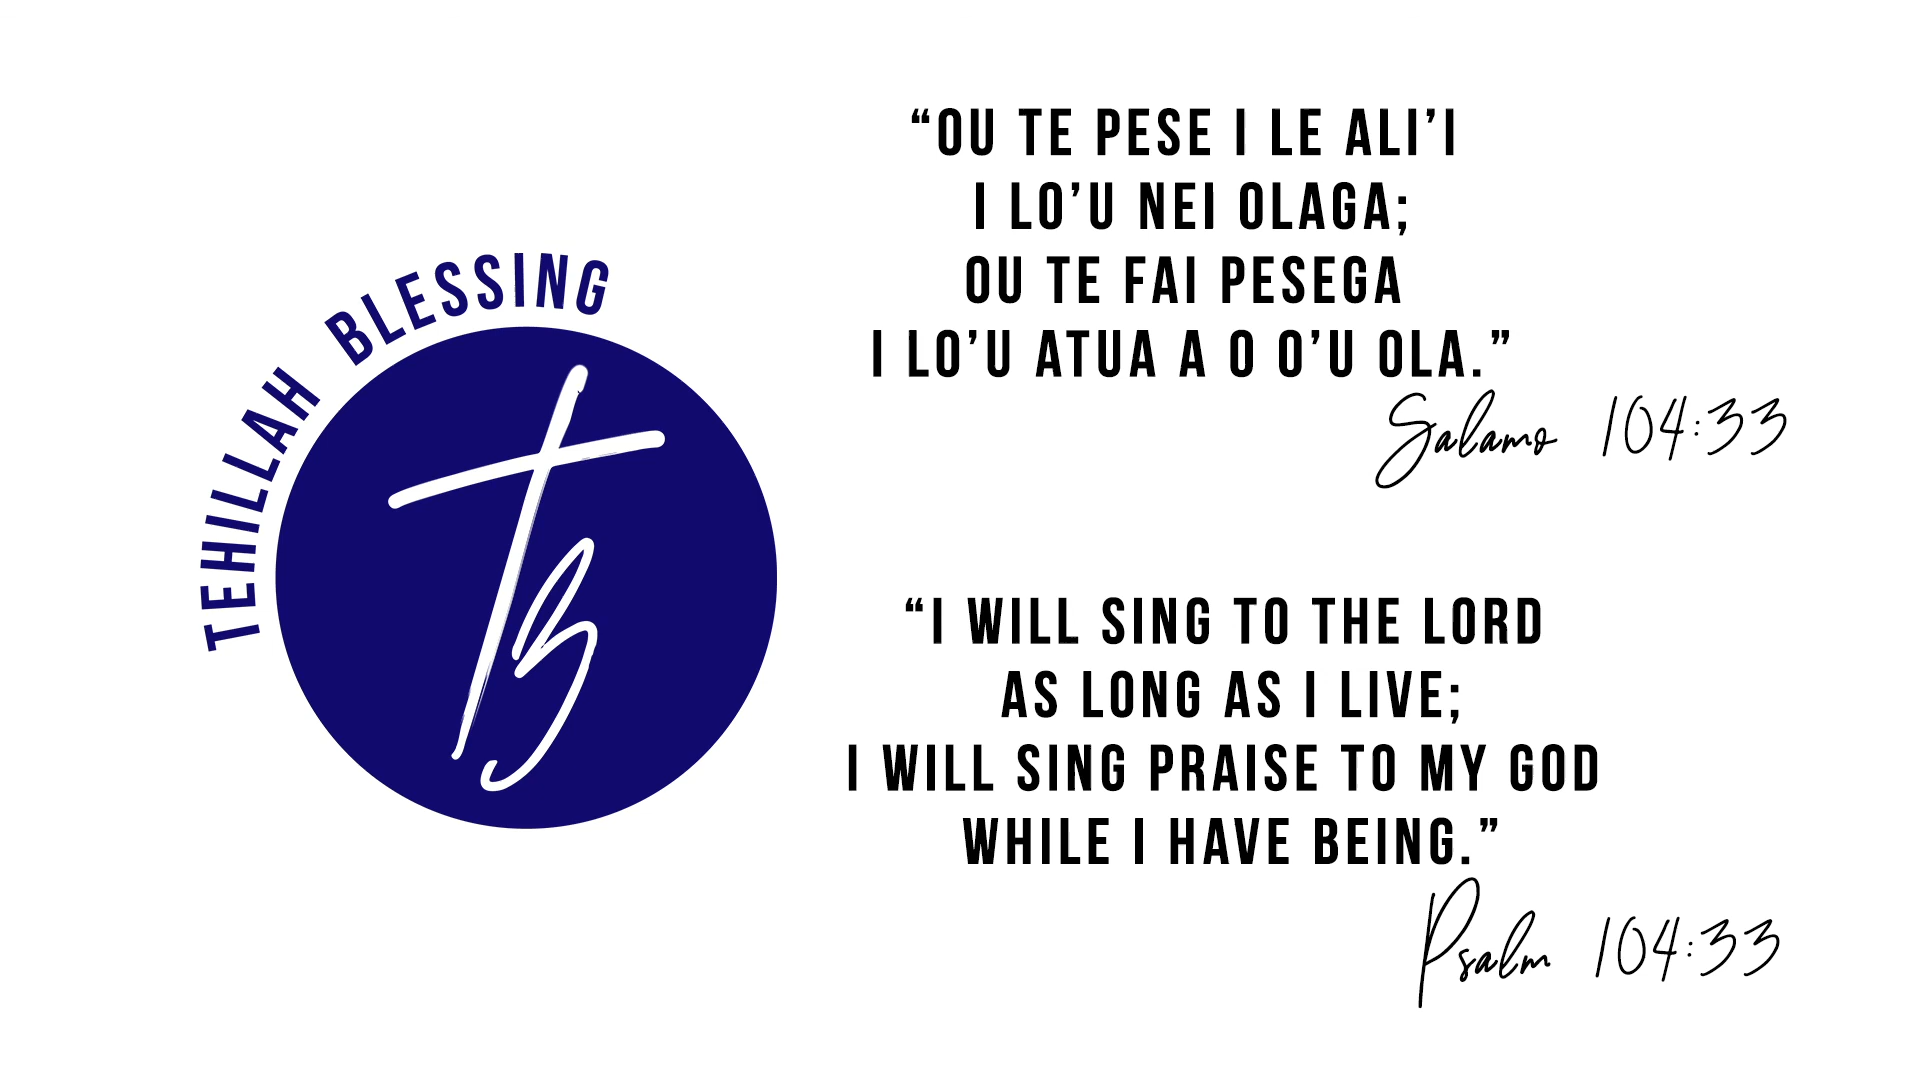 TEHILLAH BLESSING
tb
“OU TE PESE I LE ALI’I
I LO’U NEI OLAGA;
OU TE FAI PESEGA
I LO’U ATUA A O O’U OLA.”
Salamo 104:33
“I WILL SING TO THE LORD
AS LONG AS I LIVE;
I WILL SING PRAISE TO MY GOD
WHILE I HAVE BEING.”
Psalm 104:33